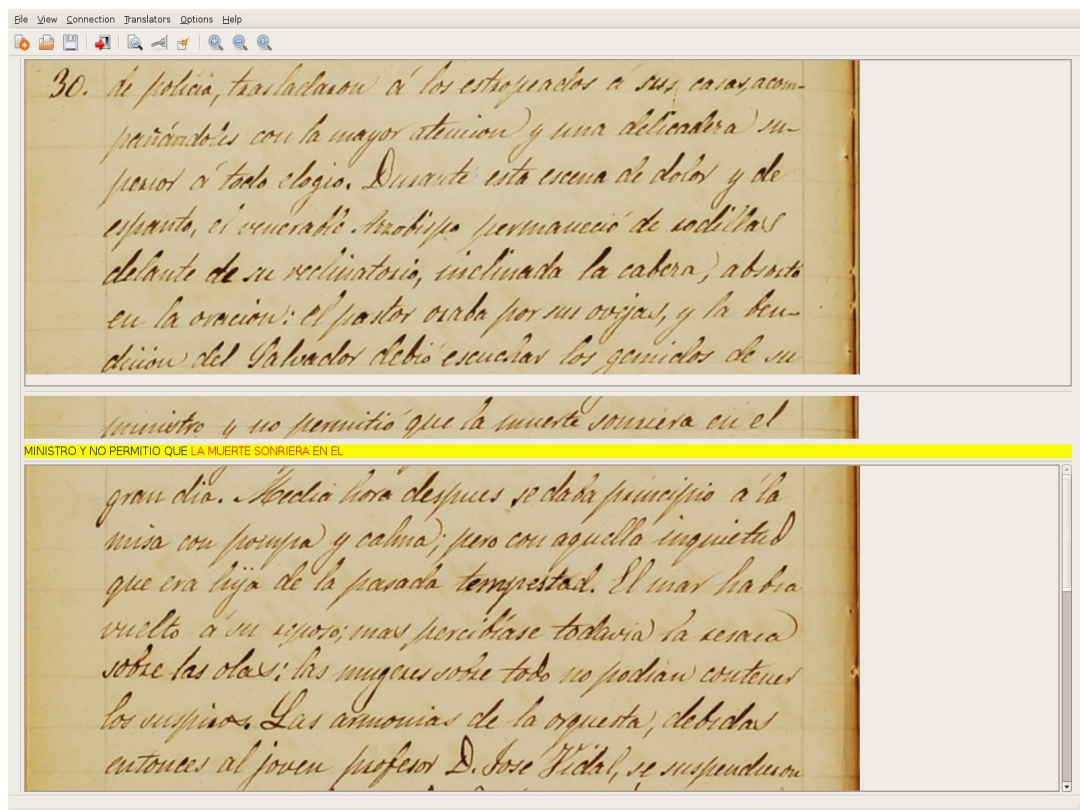 File View Connection Translators Options Help
30. de policia, trasladaron á los estropeados á sus casas, acom-
pañándoles con la mayor atencion y una delicadera su-
perior á todo elogio. Durante esta escena de dolor y de
espanto, el venerable Arzobispo permaneció de rodillas
delante de su reclinatorio, inclinada la cabera, absorto
en la oracion: el pastor oraba por sus ovejas, y la ben-
dicion del Salvador debió escuchar los gemidos de su
ministro y no permitió que la muerte sonriera en el
MINISTRO Y NO PERMITIO QUE LA MUERTE SONRIERA EN EL
gran dia. Media hora despues se daba principio á la
misa con pompa y calma; pero con aquella inquietud
que era hija de la pasada tempestad. El mar habia
vuelto á su reposo; mas percibíase todavia la resaca
sobre las olas; las mugeres sobre todo no podian contener
los suspiros. Las armonias de la orquesta, debidas
entonces al joven profesor D. José Vidal, se suspendieron